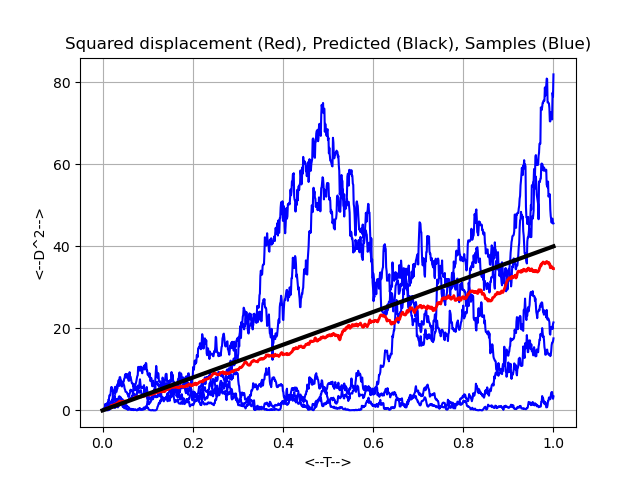 Squared displacement (Red), Predicted (Black), Samples (Blue)
80
60
40
20
0
<--D^2-->
0.0 0.2 0.4 0.6 0.8 1.0
<--T-->